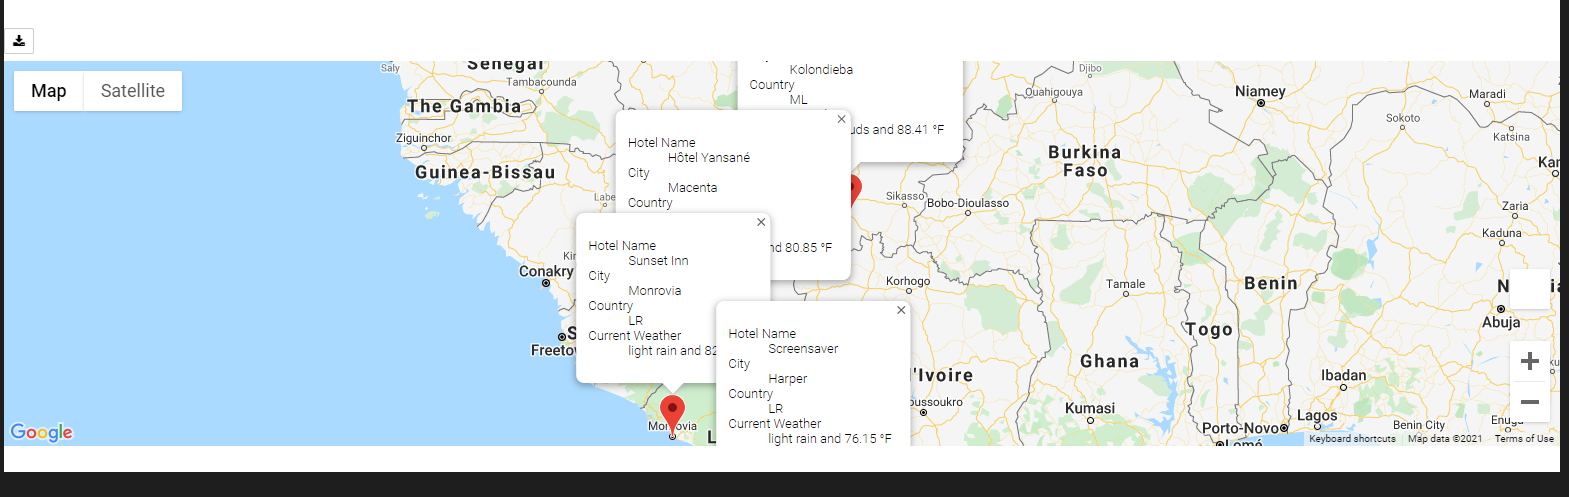 Map
Satellite
Saly
Senegal
Tambacounda
The Gambia
Ziguinchor
Guinea-Bissau
Labe
Conakry
Kolondieba
Country
ML
uds and 88.41 °F
Hotel Name
Hôtel Yansané
City
Macenta
Country
nd 80.85 °F
Hotel Name
Sunset Inn
City
Monrovia
Country
LR
Current Weather
light rain and 82
Hotel Name
Screensaver
City
Harper
Country
LR
Current Weather
light rain and 76.15 °F
Monrovia
Sikasso
Bobo-Dioulasso
Korhogo
Djibo
Ouahigouya
Burkina
Faso
Niamey
Maradi
Sokoto
Katsina
Kan
Zaria
Kaduna
Tamale
Benin
Togo
Ghana
Abuja
Ibadan
Lagos
Kumasi
Porto-Novo
Lomé
Benin City
Enugu
l'Ivoire
oussoukro
Google
Keyboard shortcuts
Map data ©2021
Terms of Use